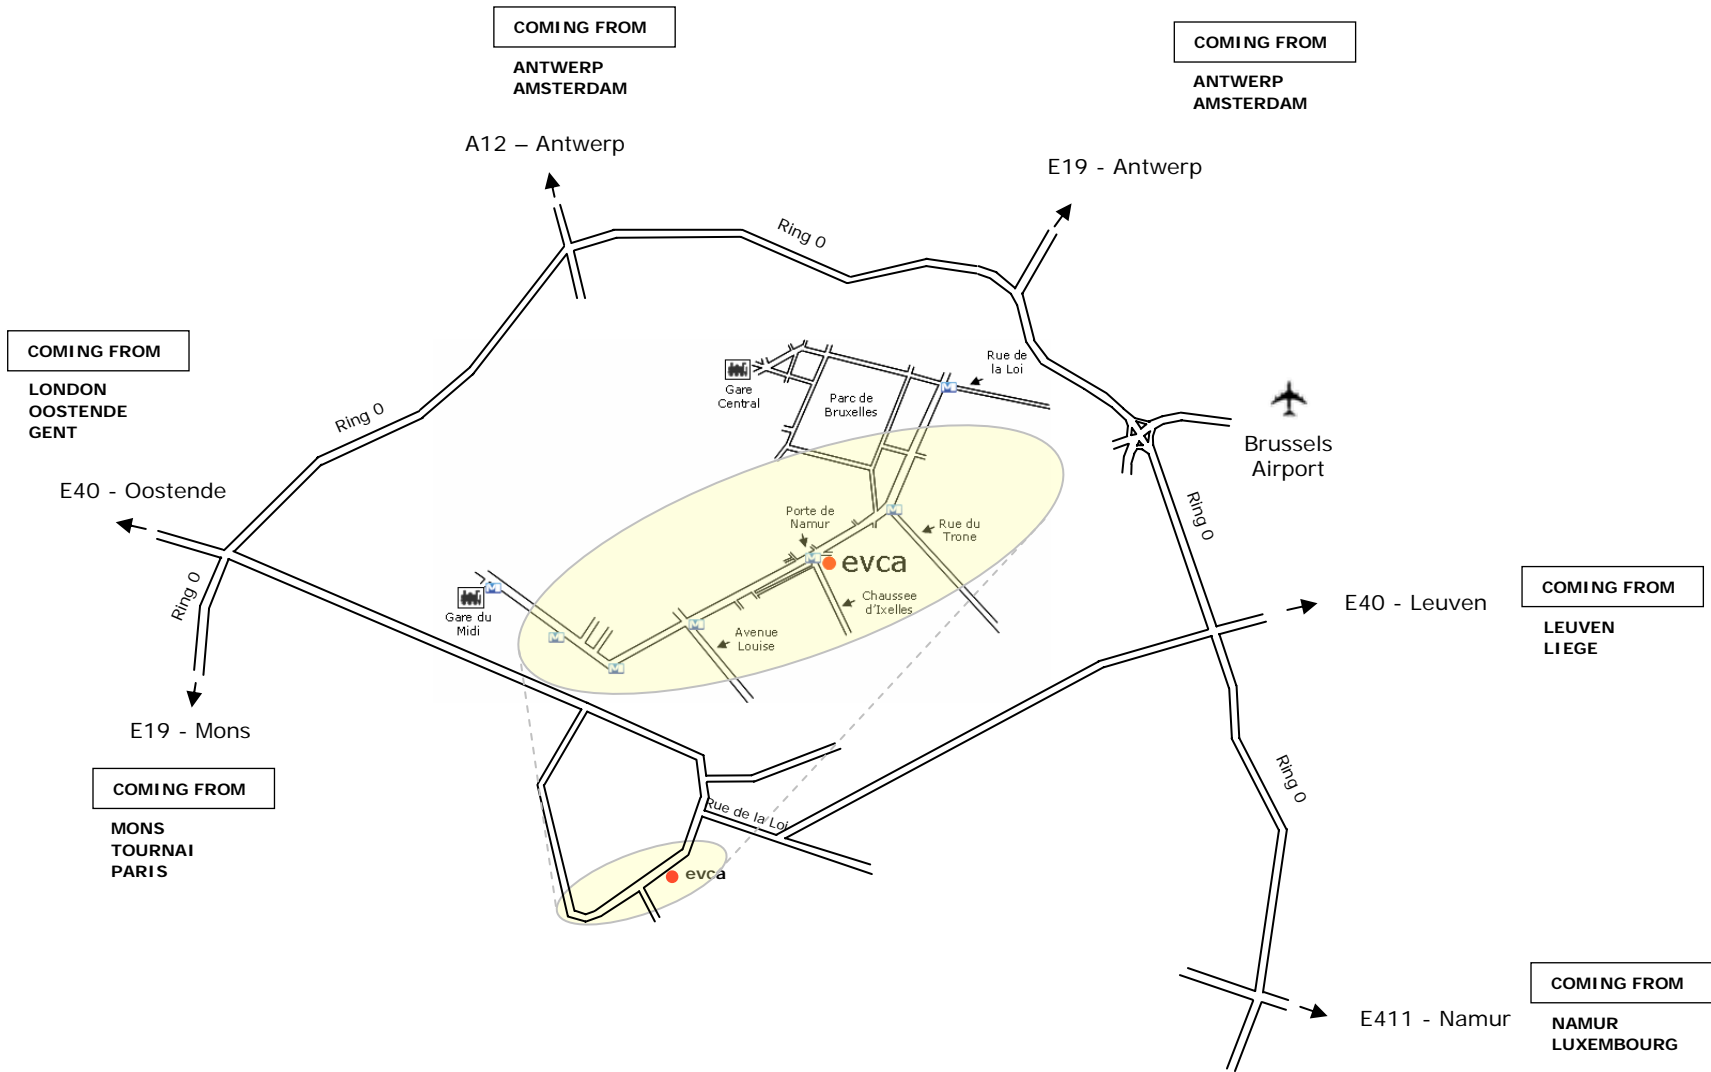 COMING FROM
ANTWERP
AMSTERDAM
COMING FROM
ANTWERP
AMSTERDAM
A12 – Antwerp
E19 - Antwerp
Ring 0
COMING FROM
LONDON
OOSTENDE
GENT
Ring 0
Gare
Central
Parc de
Bruxelles
Rue de
la Loi
Brussels
Airport
E40 - Oostende
Ring 0
Porte de
Namur
Rue du
Trone
evca
Ring 0
Gare du
Midi
Chaussee
d'Ixelles
Avenue
Louise
M
M
M
M
M
M
M
E40 - Leuven
COMING FROM
LEUVEN
LIEGE
E19 - Mons
COMING FROM
MONS
TOURNAI
PARIS
Ring 0
Rue de la Loi
evca
E411 - Namur
COMING FROM
NAMUR
LUXEMBOURG